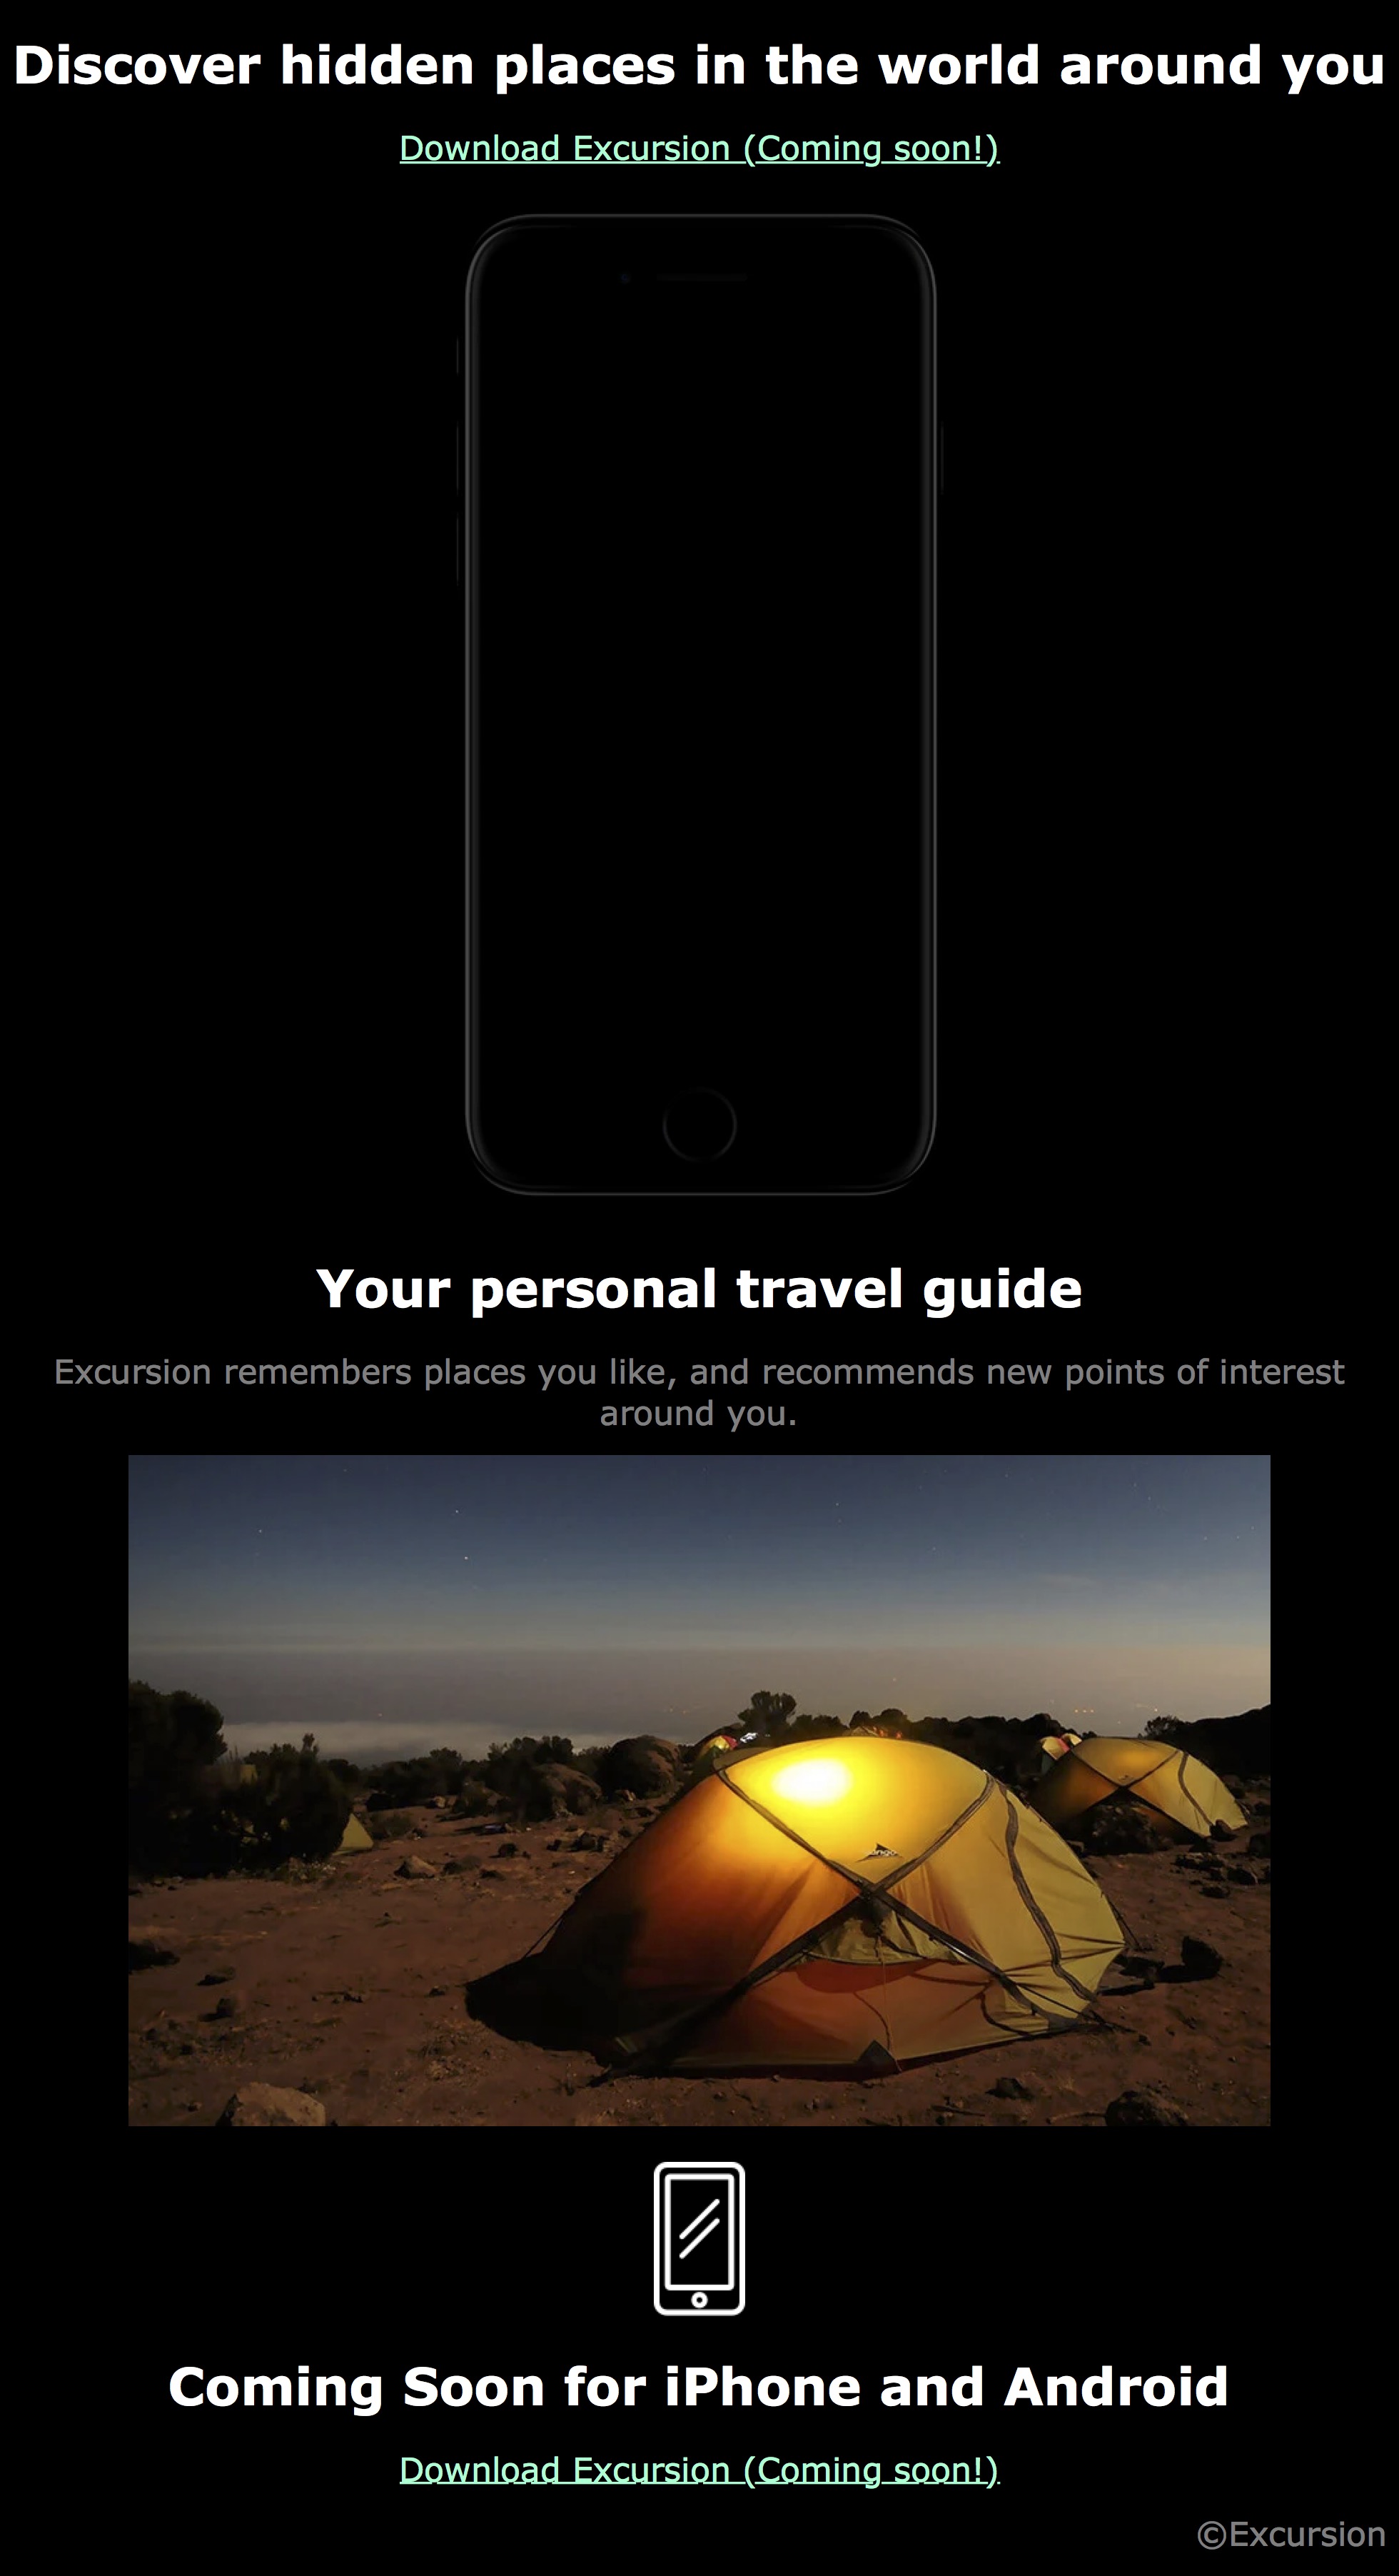 Discover hidden places in the world around you
Download Excursion (Coming soon!)
Your personal travel guide
Excursion remembers places you like, and recommends new points of interest
around you.
Coming Soon for iPhone and Android
Download Excursion (Coming soon!)
©Excursion